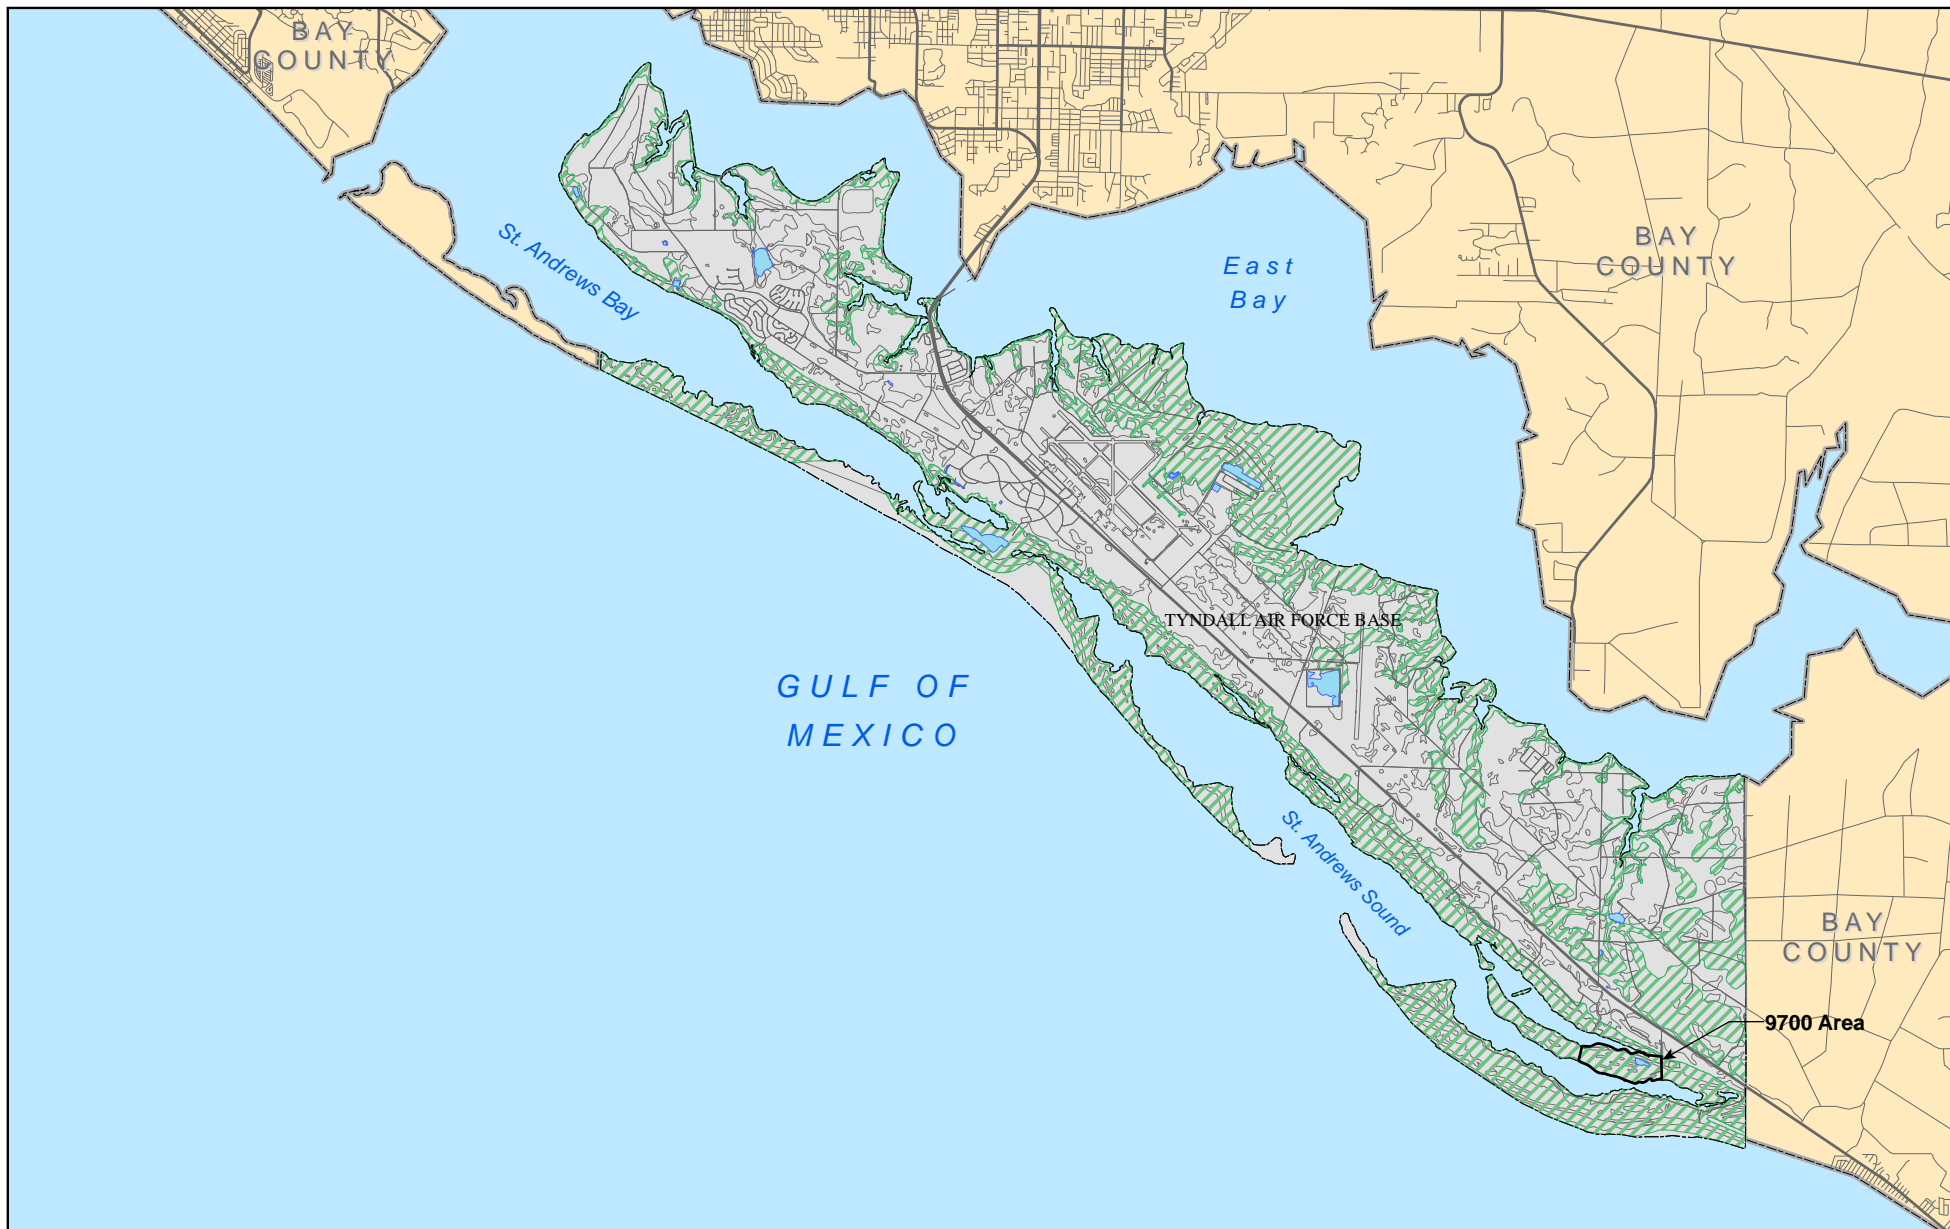 BAY
COUNTY
St. Andrews Bay
East
Bay
BAY
COUNTY
TYNDALL AIR FORCE BASE
GULF OF
MEXICO
St. Andrews Sound
BAY
COUNTY
9700 Area